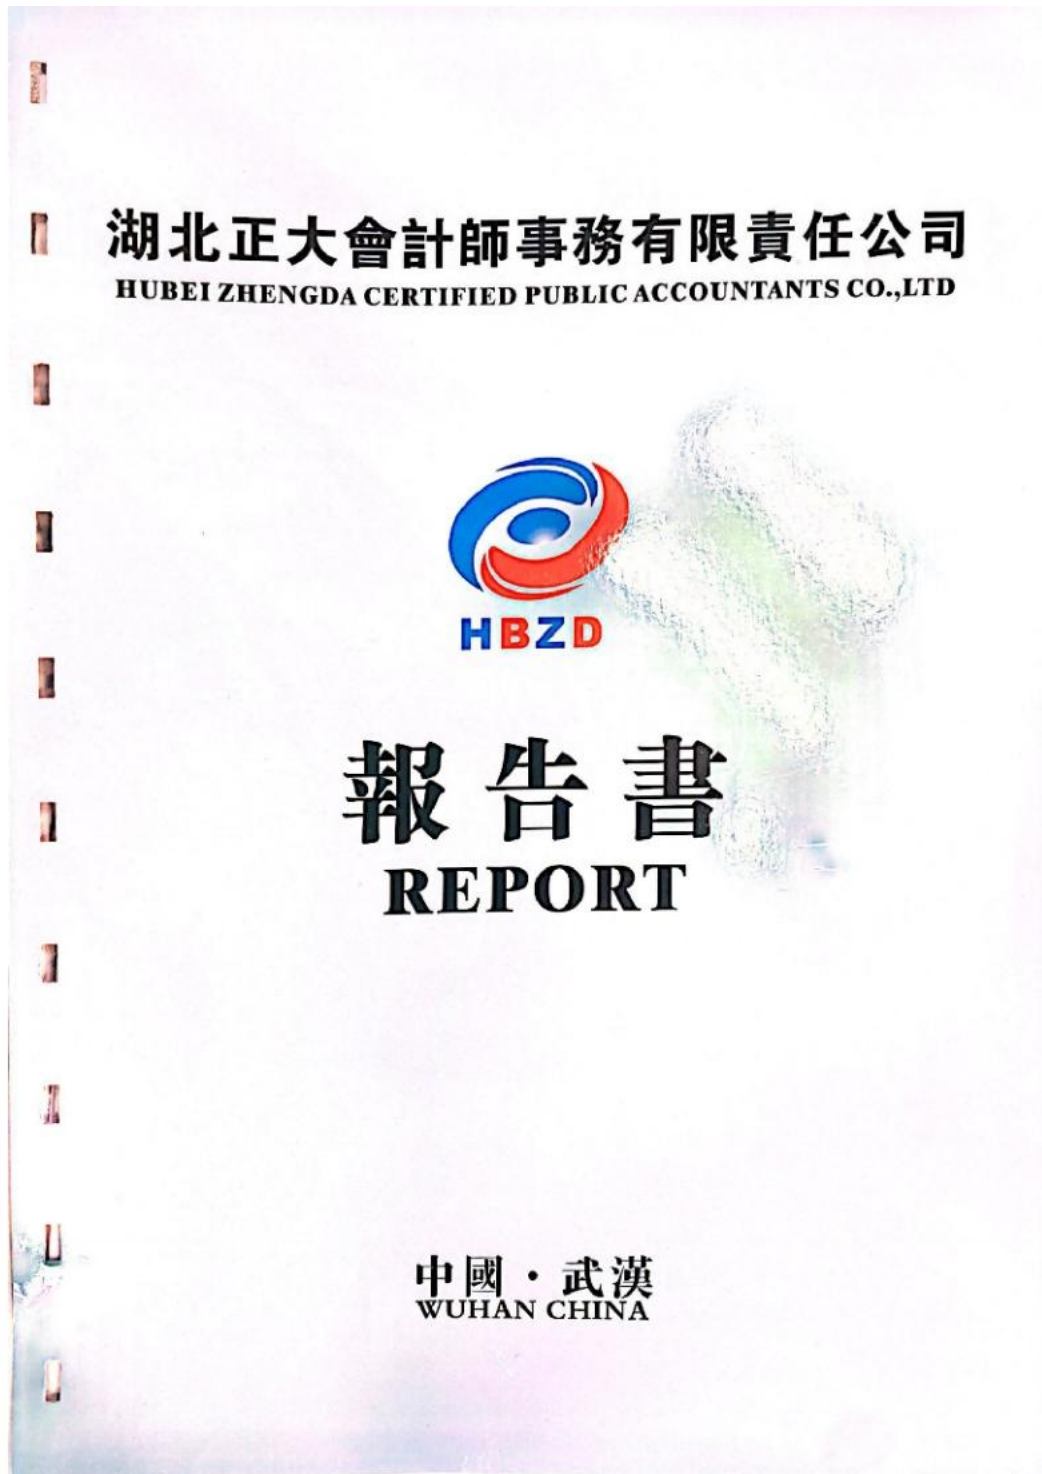 湖北正大會計師事務有限責任公司
HUBEI ZHENGDA CERTIFIED PUBLIC ACCOUNTANTS CO.,LTD
HBZD
報告書
REPORT
中國·武漢
WUHAN CHINA